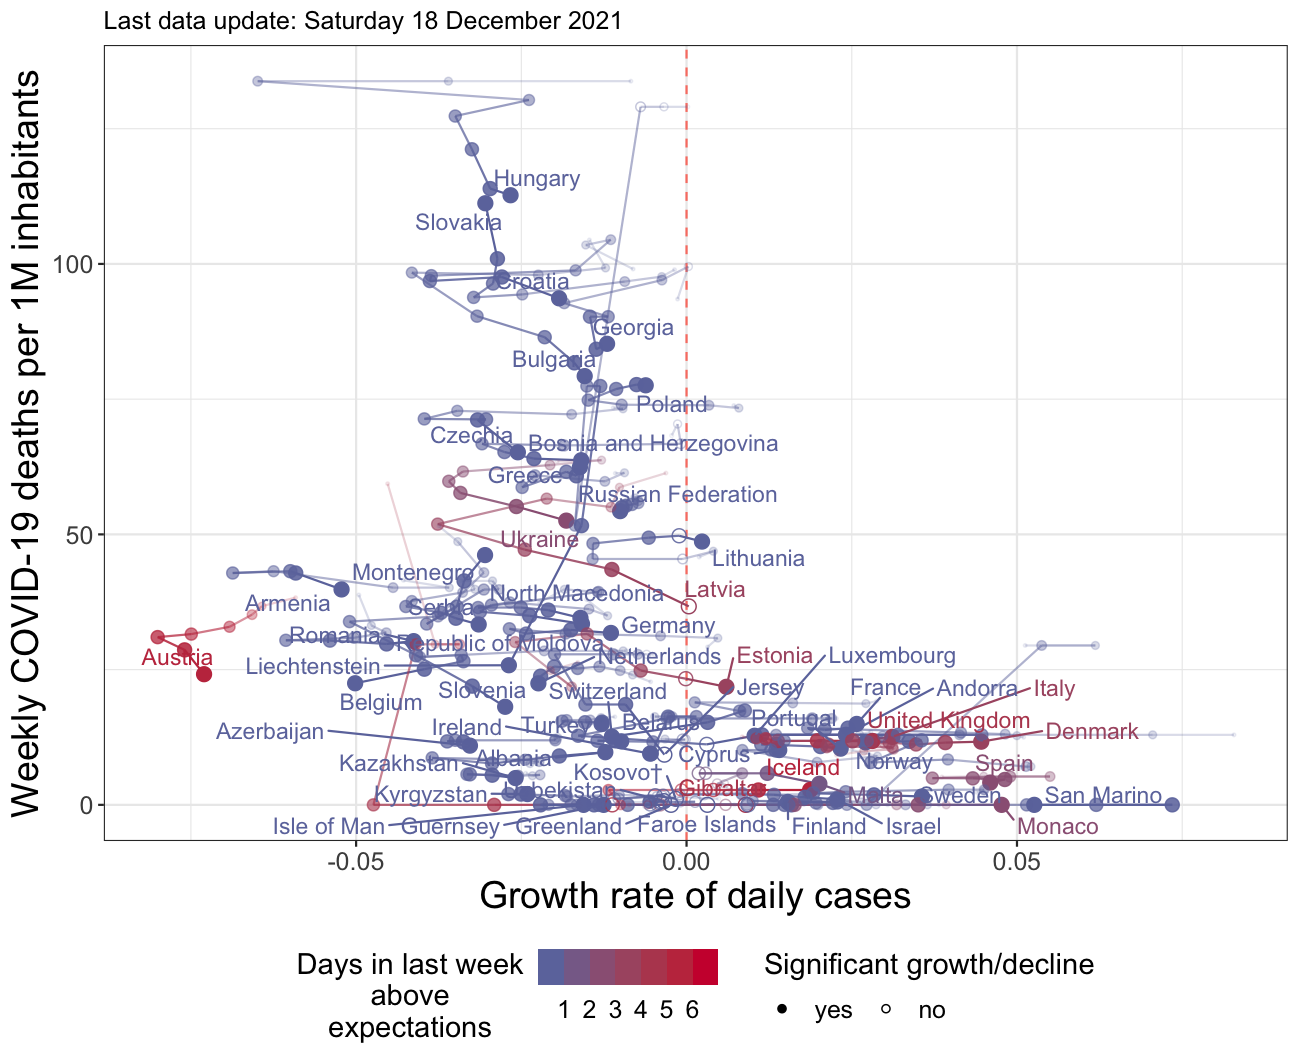 Last data update: Saturday 18 December 2021
Weekly COVID-19 deaths per 1M inhabitants
100
50
0
Hungary
Slovakia
Croatia
Georgia
Bulgaria
Poland
Czechia
Bosnia and Herzegovina
Greece
Russian Federation
Ukraine
Lithuania
Montenegro
Latvia
North Macedonia
Armenia
Serbia
Germany
Romania
Republic of Moldova
Austria
Liechtenstein
Netherlands
Estonia
Luxembourg
Belgium
Slovenia
Switzerland
Jersey
France
Andorra
Italy
Azerbaijan
Ireland
Turkey
Belarus
Portugal
United Kingdom
Denmark
Kazakhstan
Albania
Cyprus
Norway
Kosovo†
Iceland
Spain
Kyrgyzstan
Uzbekistan
Gibraltar
Malta
Sweden
San Marino
Isle of Man
Guernsey
Greenland
Faroe Islands
Finland
Israel
Monaco
-0.05
0.00
0.05
Growth rate of daily cases
Days in last week
above
expectations
1 2 3 4 5 6
Significant growth/decline
yes
no